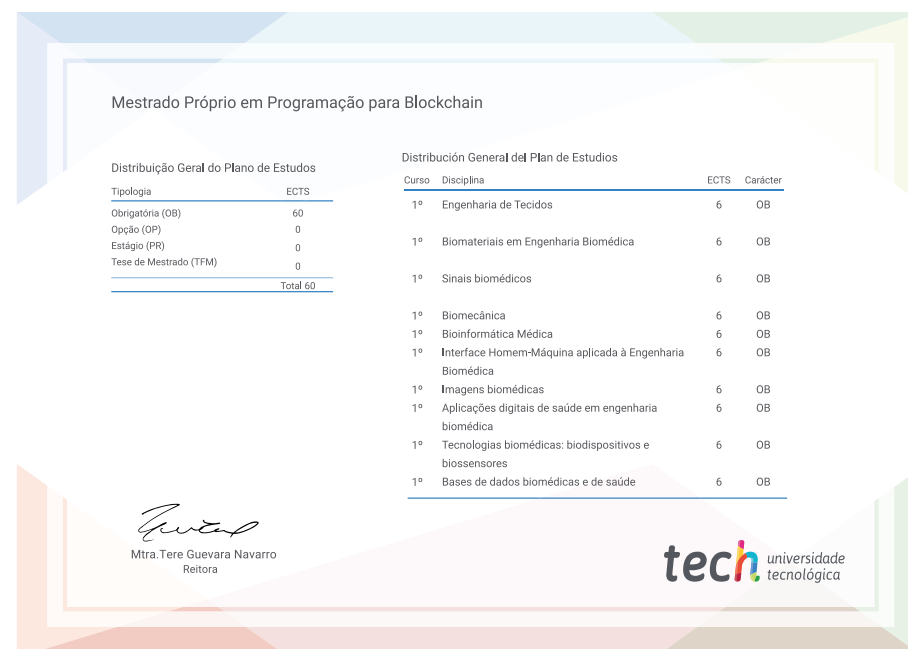 Mestrado Próprio em Programação para Blockchain
Distribuição Geral do Plano de Estudos
Tipologia ECTS
Obrigatória (OB) 60
Opção (OP) 0
Estágio (PR) 0
Tese de Mestrado (TFM) 0
Total 60
Distribución General del Plan de Estudios
Curso Disciplina ECTS Carácter
1º Engenharia de Tecidos 6 OB
1º Biomateriais em Engenharia Biomédica 6 OB
1º Sinais biomédicos 6 OB
1º Biomecânica 6 OB
1º Bioinformática Médica 6 OB
1º Interface Homem-Máquina aplicada à Engenharia 6 OB
Biomédica
1º Imagens biomédicas 6 OB
1º Aplicações digitais de saúde em engenharia 6 OB
biomédica
1º Tecnologias biomédicas: biodispositivos e 6 OB
biossensores
1º Bases de dados biomédicas e de saúde 6 OB
Mtra.Tere Guevara Navarro
Reitora
tech universidade
tecnológica